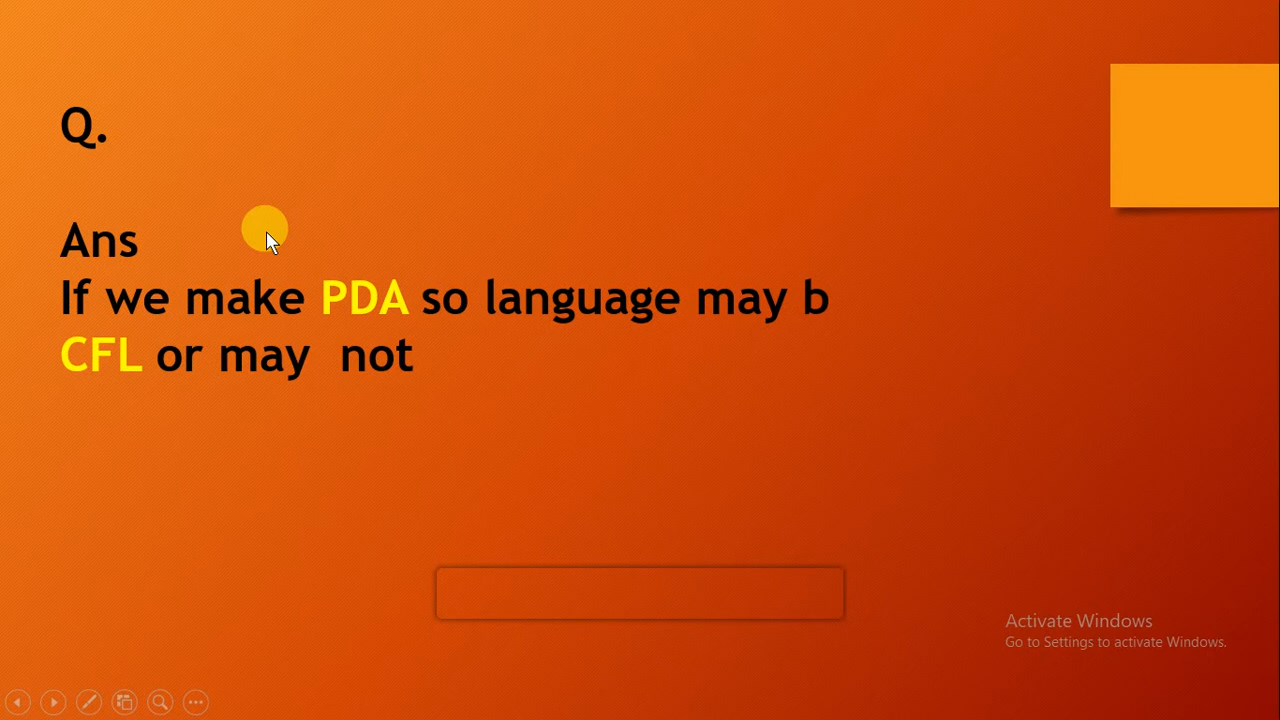 Q.
Ans
If we make PDA so language may b
CFL or may  not
Activate Windows
Go to Settings to activate Windows.